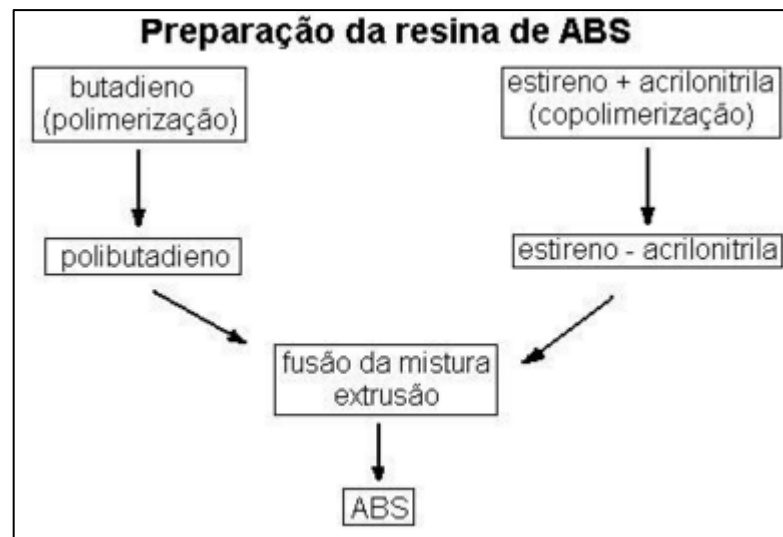 Preparação da resina de ABS
butadieno
(polimerização)
estireno + acrilonitrila
(copolimerização)
polibutadieno
estireno - acrilonitrila
fusão da mistura
extrusão
ABS